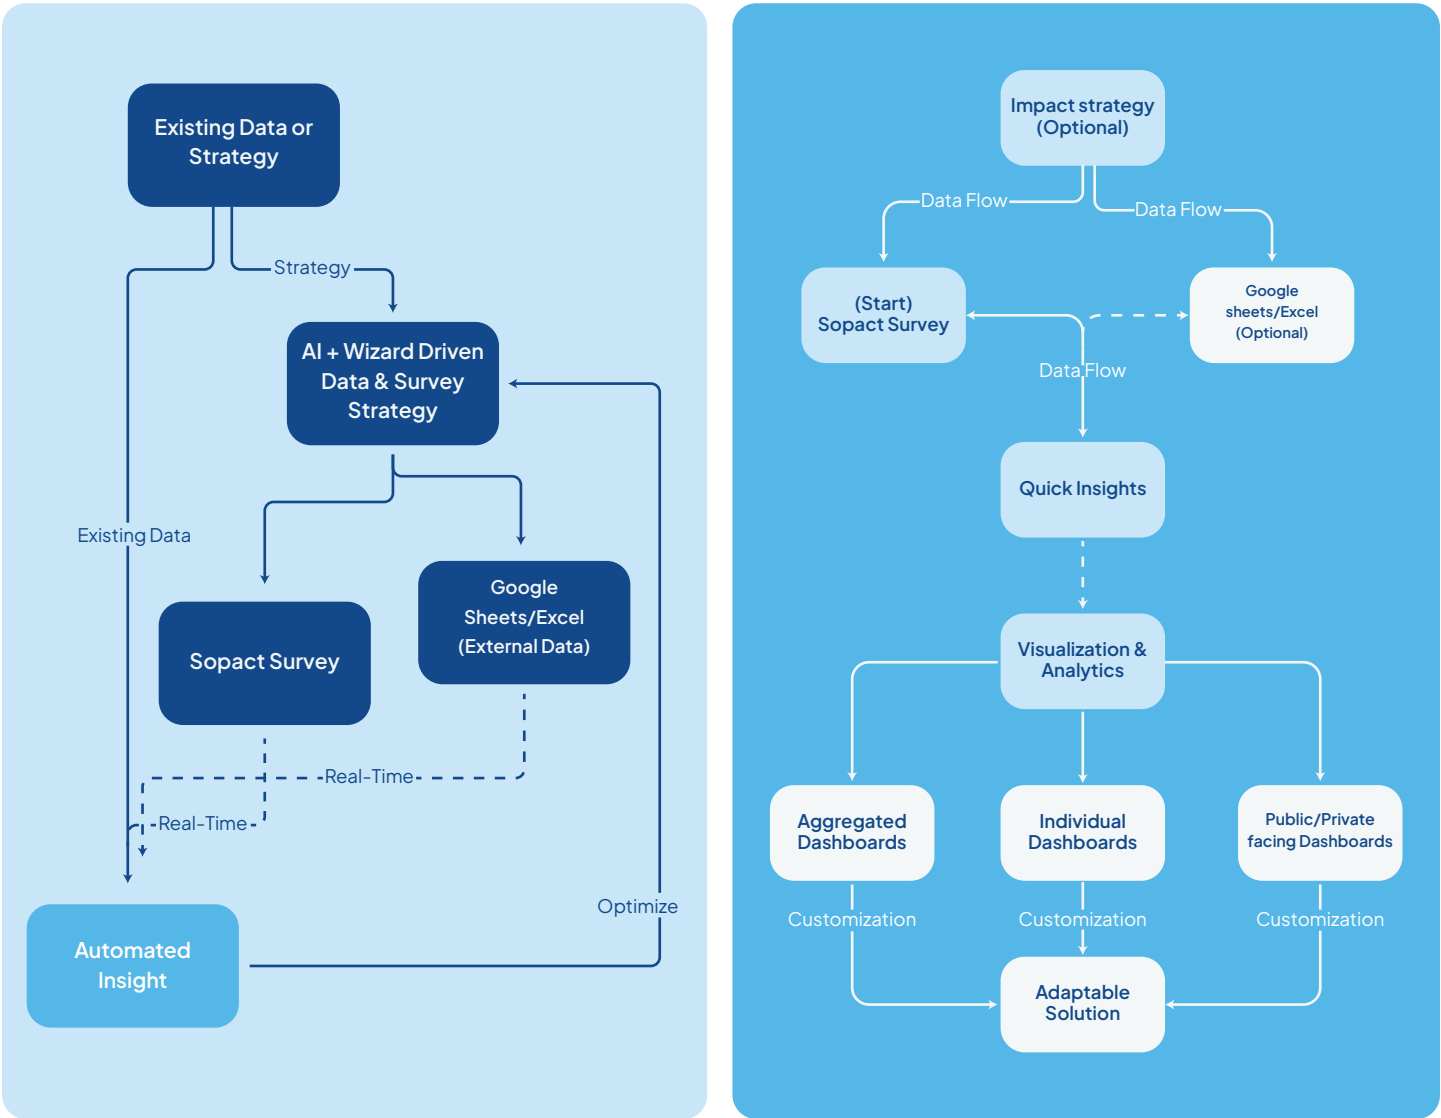 Existing Data or
Strategy
Strategy
AI + Wizard Driven
Data & Survey
Strategy
Existing Data
Google
Sheets/Excel
(External Data)
Sopact Survey
Real-Time
Real-Time
Optimize
Automated
Insight
Impact strategy
(Optional)
Data Flow
Data Flow
(Start)
Sopact Survey
Google
sheets/Excel
(Optional)
Data Flow
Quick Insights
Visualization &
Analytics
Aggregated
Dashboards
Individual
Dashboards
Public/Private
facing Dashboards
Customization
Customization
Customization
Adaptable
Solution